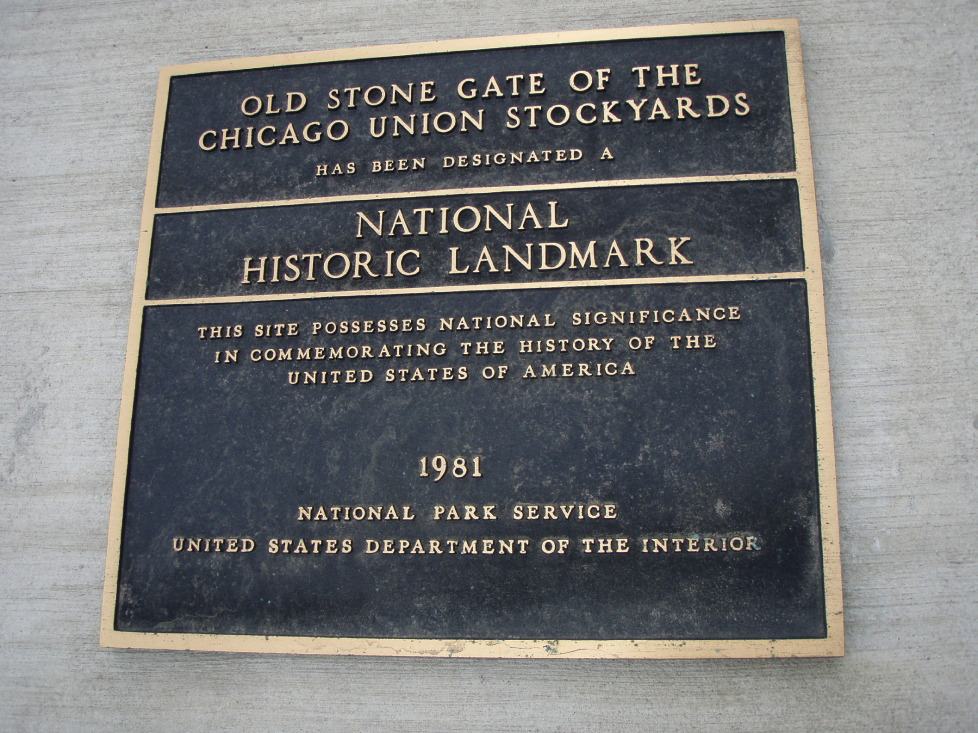 OLD STONE GATE OF THE
CHICAGO UNION STOCKYARDS
HAS BEEN DESIGNATED A
NATIONAL
HISTORIC LANDMARK
THIS SITE POSSESSES NATIONAL SIGNIFICANCE
IN COMMEMORATING THE HISTORY OF THE
UNITED STATES OF AMERICA
1981
NATIONAL PARK SERVICE
UNITED STATES DEPARTMENT OF THE INTERIOR